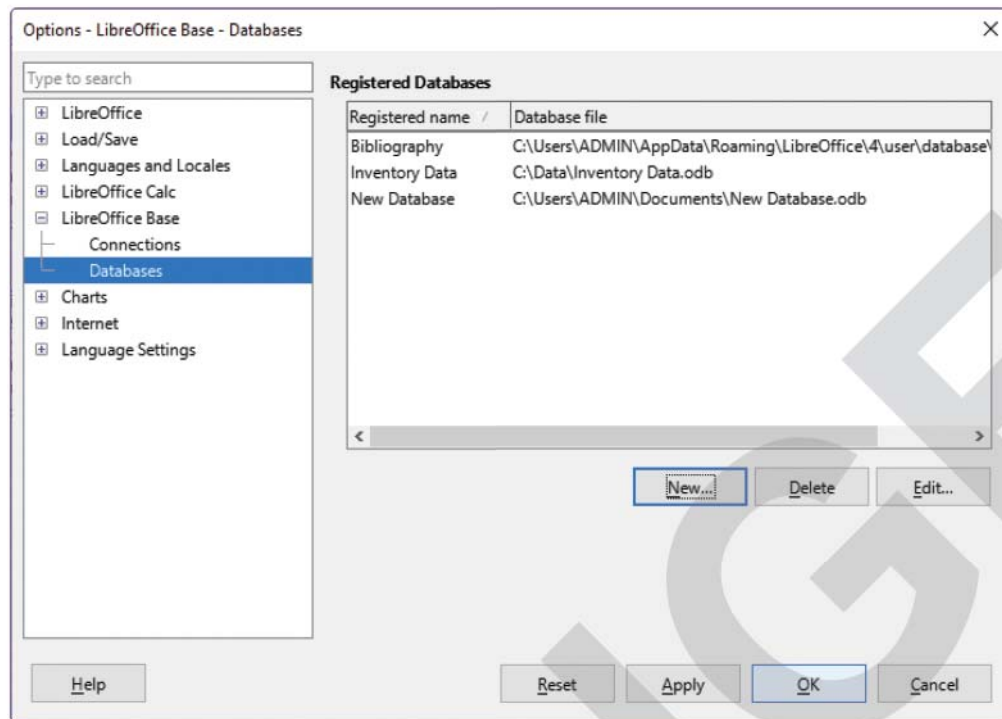 Options - LibreOffice Base - Databases
Type to search
LibreOffice
Load/Save
Languages and Locales
LibreOffice Calc
LibreOffice Base
Connections
Databases
Charts
Internet
Language Settings
Registered Databases
Registered name / Database file
Bibliography C:\Users\ADMIN\AppData\Roaming\LibreOffice\4\user\database\
Inventory Data C:\Data\Inventory Data.odb
New Database C:\Users\ADMIN\Documents\New Database.odb
New... Delete Edit...
Help Reset Apply OK Cancel